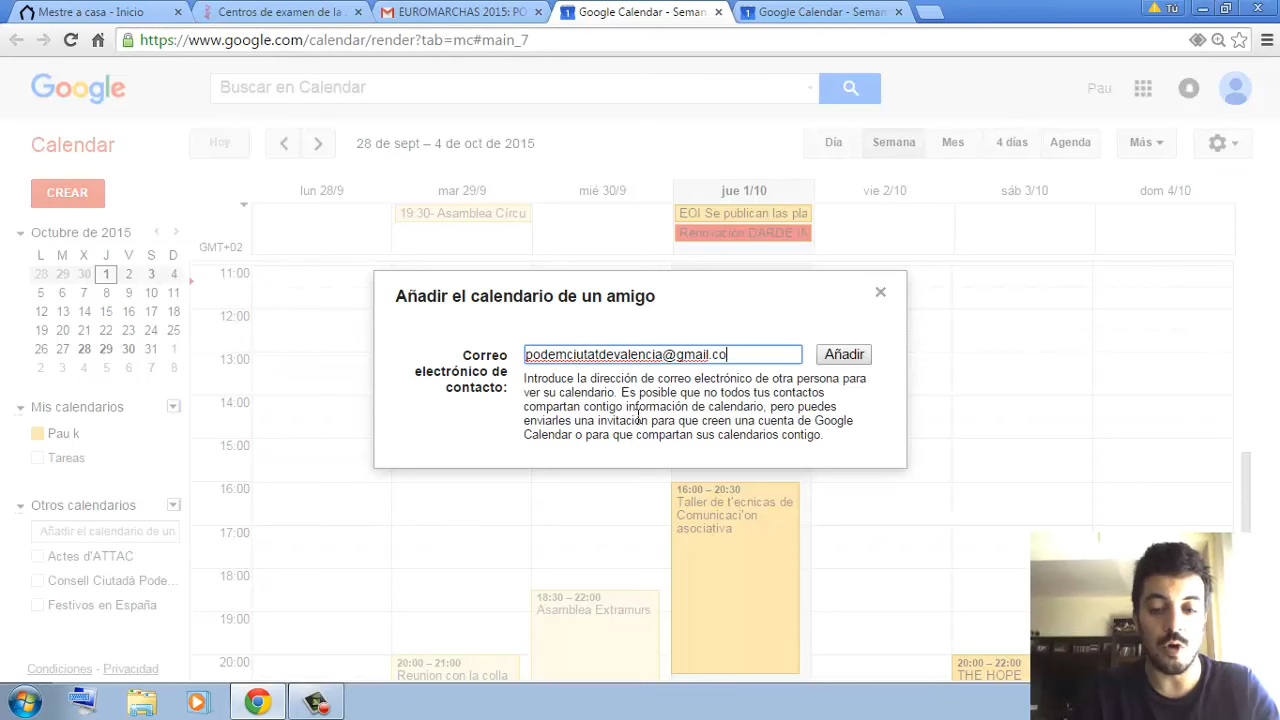 Mestre a casa - Inicio
Centros de examen de la
EUROMARCHAS 2015: PO
Google Calendar - Seman
Google Calendar - Seman
Tú
https://www.google.com/calendar/render?tab=mc#main_7
Google
Buscar en Calendar
Pau
Calendar
Hoy
28 de sept – 4 de oct de 2015
Día
Semana
Mes
4 días
Agenda
Más
CREAR
lun 28/9
mar 29/9
mié 30/9
jue 1/10
vie 2/10
sáb 3/10
dom 4/10
19:30- Asamblea Círcu
EOI Se publican las pla
Renovación DARDE IN
GMT+02
Octubre de 2015
L M X J V S D
28 29 30 1 2 3 4
5 6 7 8 9 10 11
12 13 14 15 16 17 18
19 20 21 22 23 24 25
26 27 28 29 30 31 1
2 3 4 5 6 7 8
11:00
12:00
13:00
14:00
15:00
16:00
17:00
18:00
19:00
20:00
Añadir el calendario de un amigo
Correo
electrónico de
contacto:
podemciutatdevalencia@gmail.co
Añadir
Introduce la dirección de correo electrónico de otra persona para
ver su calendario. Es posible que no todos tus contactos
compartan contigo información de calendario, pero puedes
enviarles una invitación para que creen una cuenta de Google
Calendar o para que compartan sus calendarios contigo.
Mis calendarios
Pau k
Tareas
Otros calendarios
Añadir el calendario de un
Actes d'ATTAC
Consell Ciutadà Pode...
Festivos en España
Condiciones - Privacidad
16:00 – 20:30
Taller de t'ecnicas de
Comunicaci'on
asociativa
18:30 – 22:00
Asamblea Extramurs
20:00 – 21:00
Reunion con la colla
20:00 – 22:00
THE HOPE